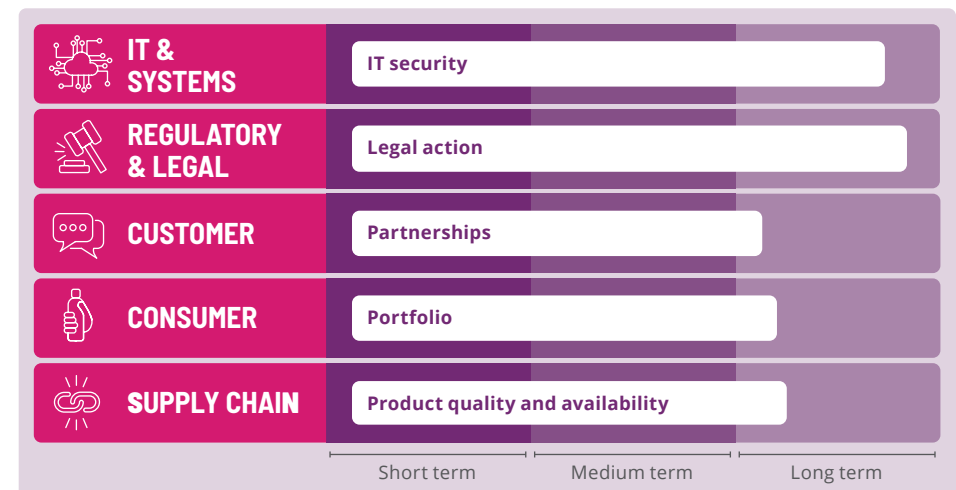 IT &
SYSTEMS
IT security
REGULATORY
& LEGAL
Legal action
CUSTOMER
Partnerships
CONSUMER
Portfolio
SUPPLY CHAIN
Product quality and availability
Short term
Medium term
Long term